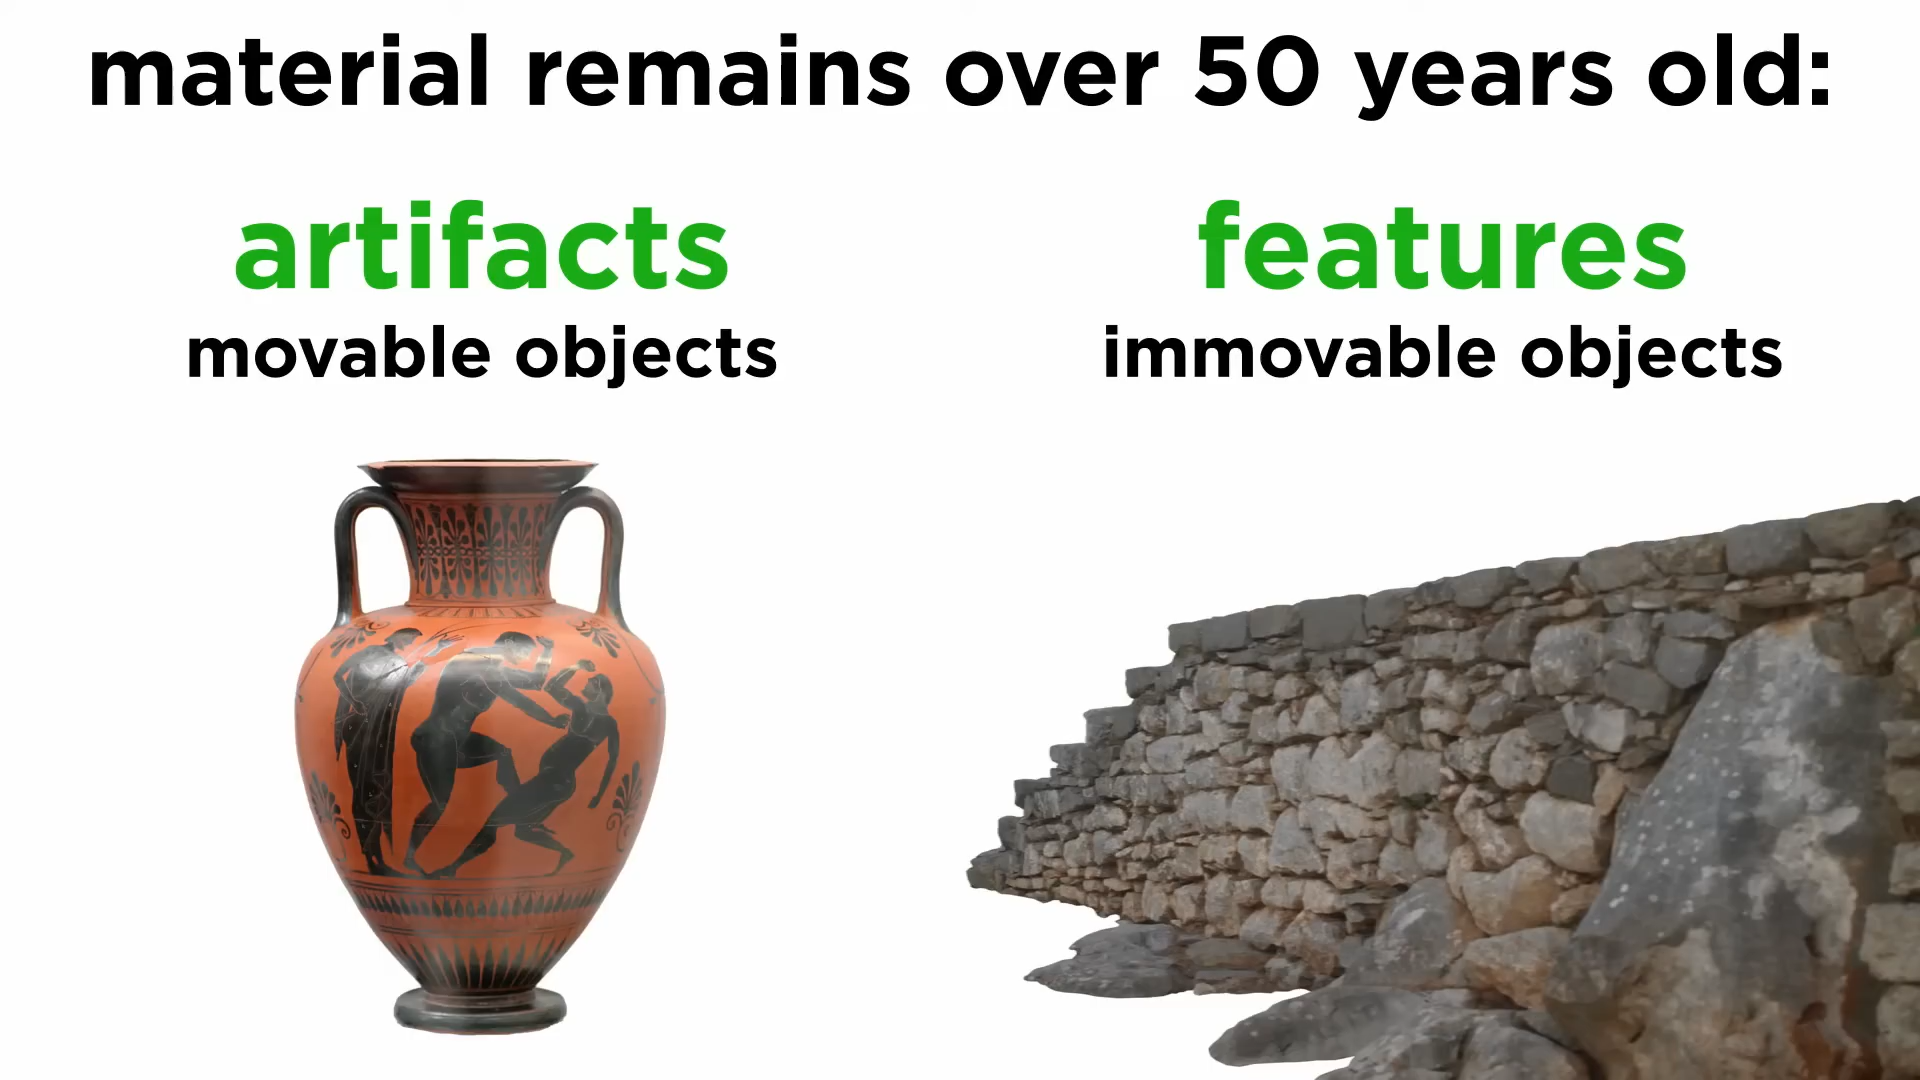 material remains over 50 years old:
artifacts
movable objects
features
immovable objects